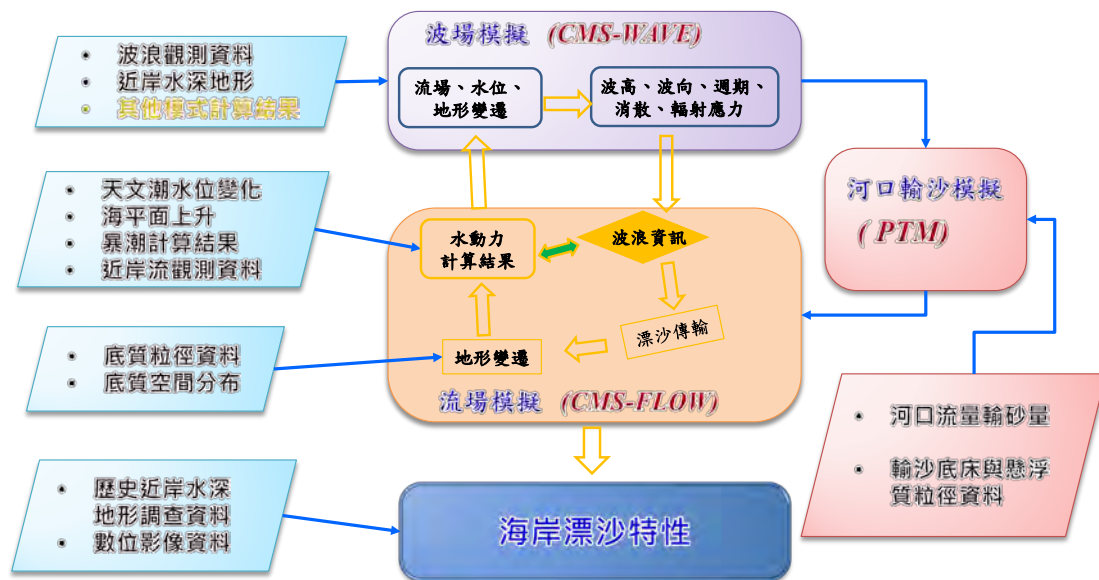 波場模擬 (CMS-WAVE)
• 波浪觀測資料
• 近岸水深地形
• 其他模式計算結果
流場、水位、
地形變遷
波高、波向、週期、
消散、輻射應力
河口輸沙模擬
( PTM)
• 天文潮水位變化
• 海平面上升
• 暴潮計算結果
• 近岸流觀測資料
水動力
計算結果
波浪資訊
漂沙傳輸
地形變遷
流場模擬 (CMS-FLOW)
• 底質粒徑資料
• 底質空間分布
• 河口流量輸砂量
• 輸沙底床與懸浮
質粒徑資料
• 歷史近岸水深
地形調查資料
• 數位影像資料
海岸漂沙特性